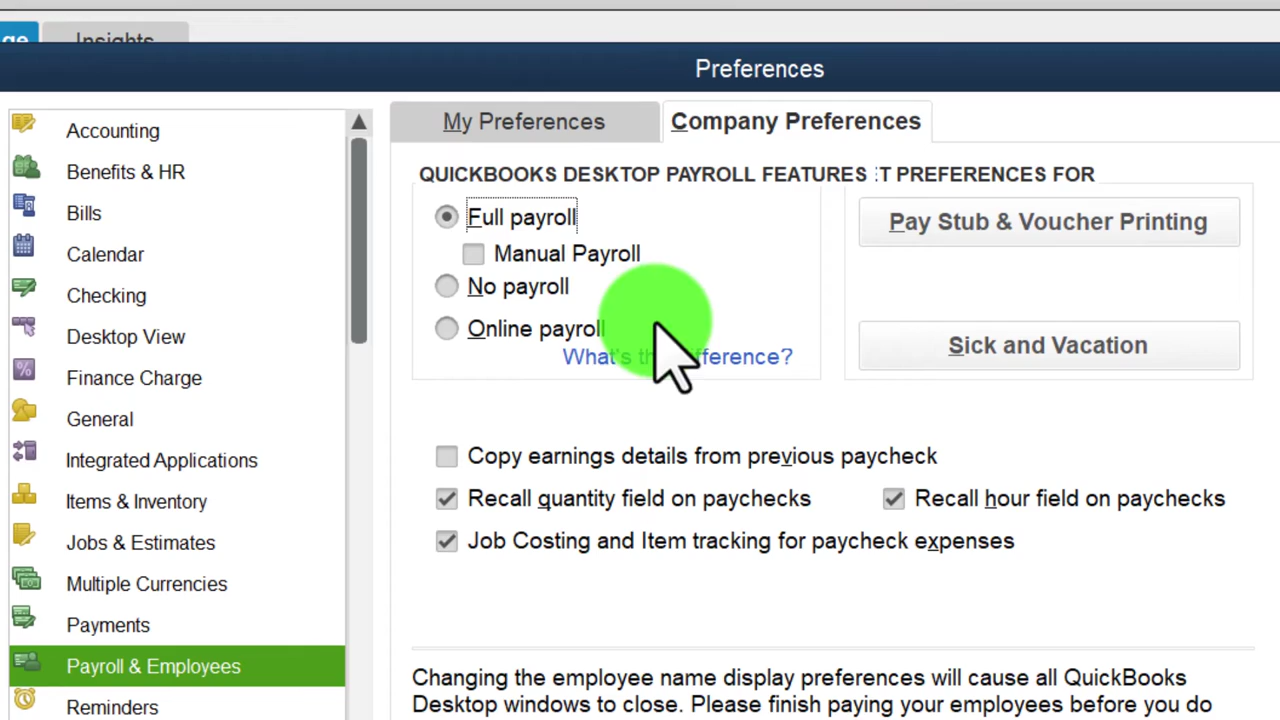 Insights
Preferences
Accounting
Benefits & HR
Bills
Calendar
Checking
Desktop View
Finance Charge
General
Integrated Applications
Items & Inventory
Jobs & Estimates
Multiple Currencies
Payments
Payroll & Employees
Reminders
My Preferences
Company Preferences
QUICKBOOKS DESKTOP PAYROLL FEATURES
Full payroll
Manual Payroll
No payroll
Online payroll
What's the difference?
T PREFERENCES FOR
Pay Stub & Voucher Printing
Sick and Vacation
Copy earnings details from previous paycheck
Recall quantity field on paychecks
Recall hour field on paychecks
Job Costing and Item tracking for paycheck expenses
Changing the employee name display preferences will cause all QuickBooks
Desktop windows to close. Please finish paying your employees before you do